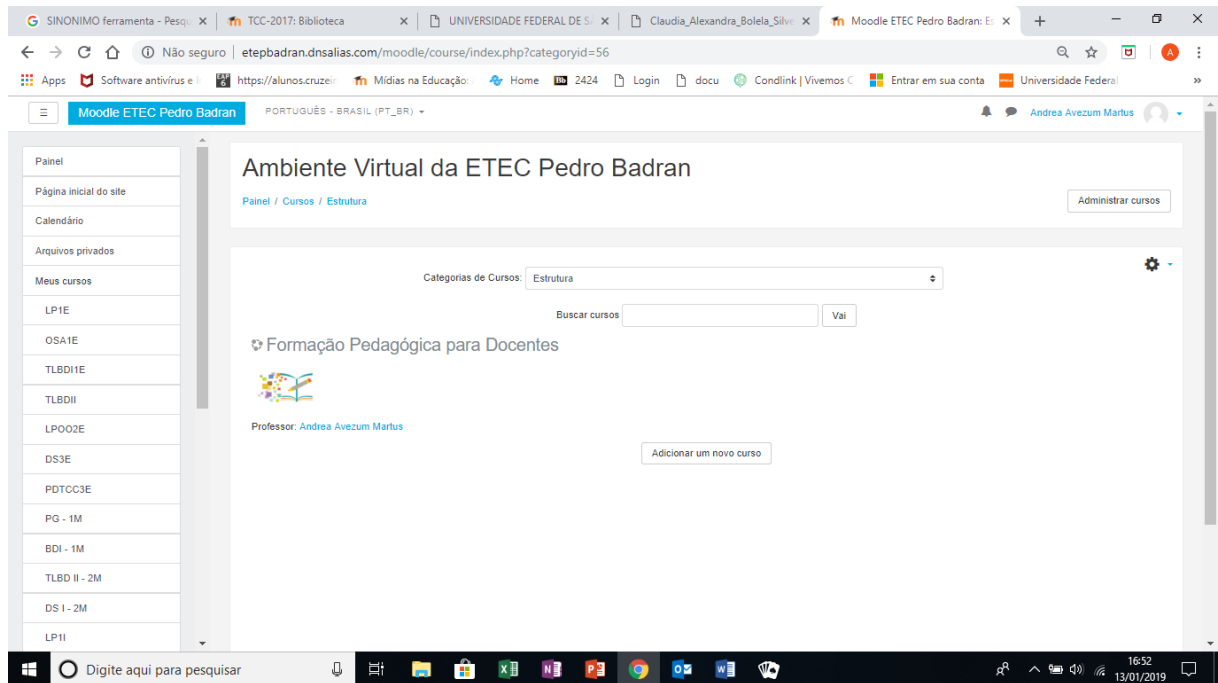 SINONIMO ferramenta - Pesqu
TCC-2017: Biblioteca
UNIVERSIDADE FEDERAL DE S
Claudia_Alexandra_Bolela_Silve
Moodle ETEC Pedro Badran: Es
Não seguro etepbadran.dnsalias.com/moodle/course/index.php?categoryid=56
A
Apps Software antivírus e https://alunos.cruzei Mídias na Educação: Home Bb 2424 Login docu Condlink | Vivemos C Entrar em sua conta Universidade Federal
Moodle ETEC Pedro Badran PORTUGUÊS - BRASIL (PT_BR) Andrea Avezum Martus
Painel
Página inicial do site
Calendário
Arquivos privados
Meus cursos
LP1E
OSA1E
TLBDI1E
TLBDII
LPOO2E
DS3E
PDTCC3E
PG - 1M
BDI - 1M
TLBD II - 2M
DS I - 2M
LP1I
Ambiente Virtual da ETEC Pedro Badran
Painel / Cursos / Estrutura
Administrar cursos
Categorias de Cursos: Estrutura
Buscar cursos Vai
Formação Pedagógica para Docentes
Professor: Andrea Avezum Martus
Adicionar um novo curso
Digite aqui para pesquisar
16:52
13/01/2019